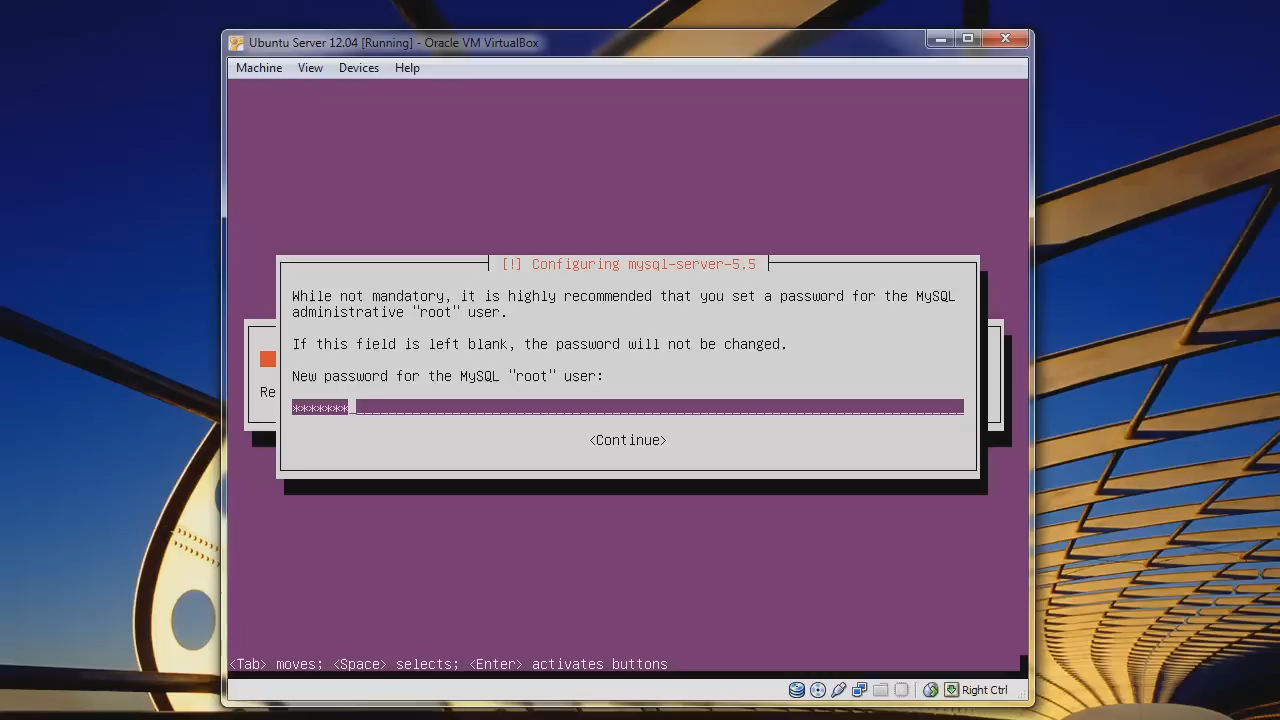 Ubuntu Server 12.04 [Running] - Oracle VM VirtualBox
Machine View Devices Help
[!] Configuring mysql-server-5.5
While not mandatory, it is highly recommended that you set a password for the MySQL
administrative "root" user.
If this field is left blank, the password will not be changed.
New password for the MySQL "root" user:
Re
*******
<Continue>
<Tab> moves; <Space> selects; <Enter> activates buttons
Right Ctrl